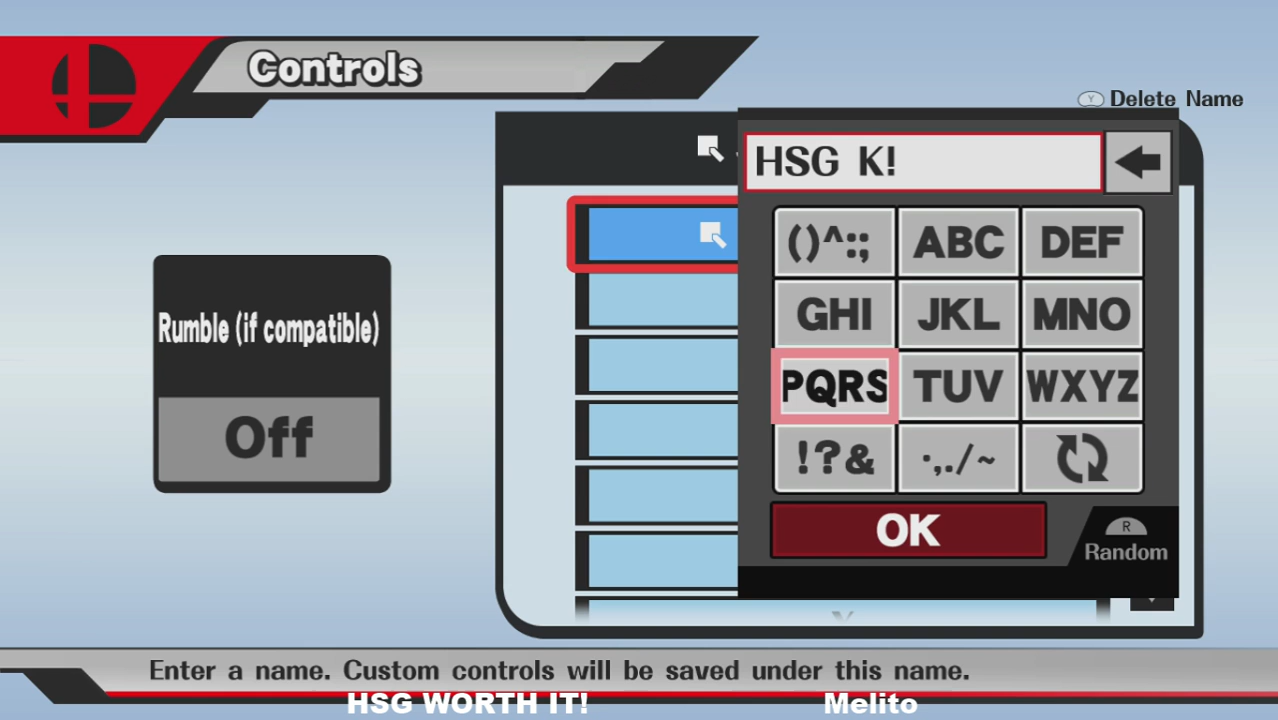 Controls
Y Delete Name
HSG K!
()^:; ABC DEF
GHI JKL MNO
PQRS TUV WXYZ
!?& ·,./~
OK
R
Random
Rumble (if compatible)
Off
Enter a name. Custom controls will be saved under this name.
HSG WORTH IT! Melito